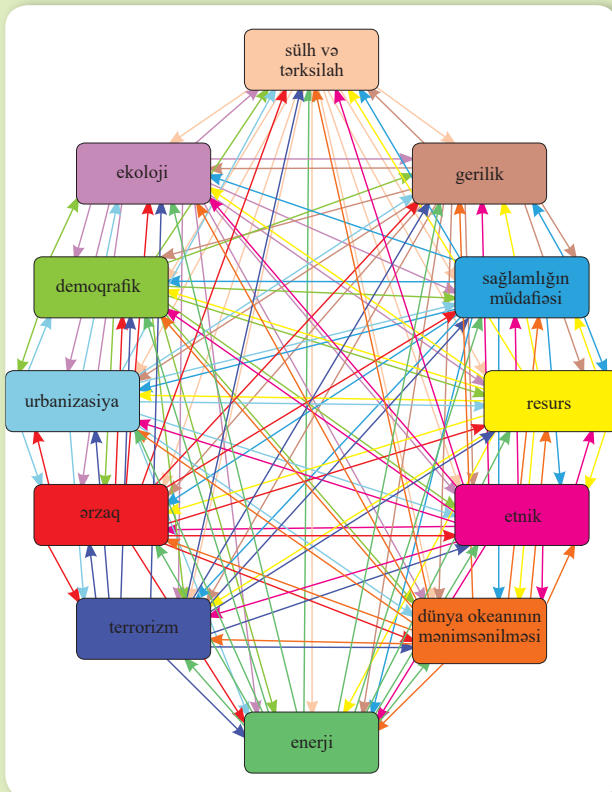 sülh və
tərksilah
ekoloji
gerilik
demoqrafik
sağlamlığın
müdafiəsi
urbanizasiya
resurs
ərzaq
etnik
terrorizm
dünya okeanının
mənimsənilməsi
enerji